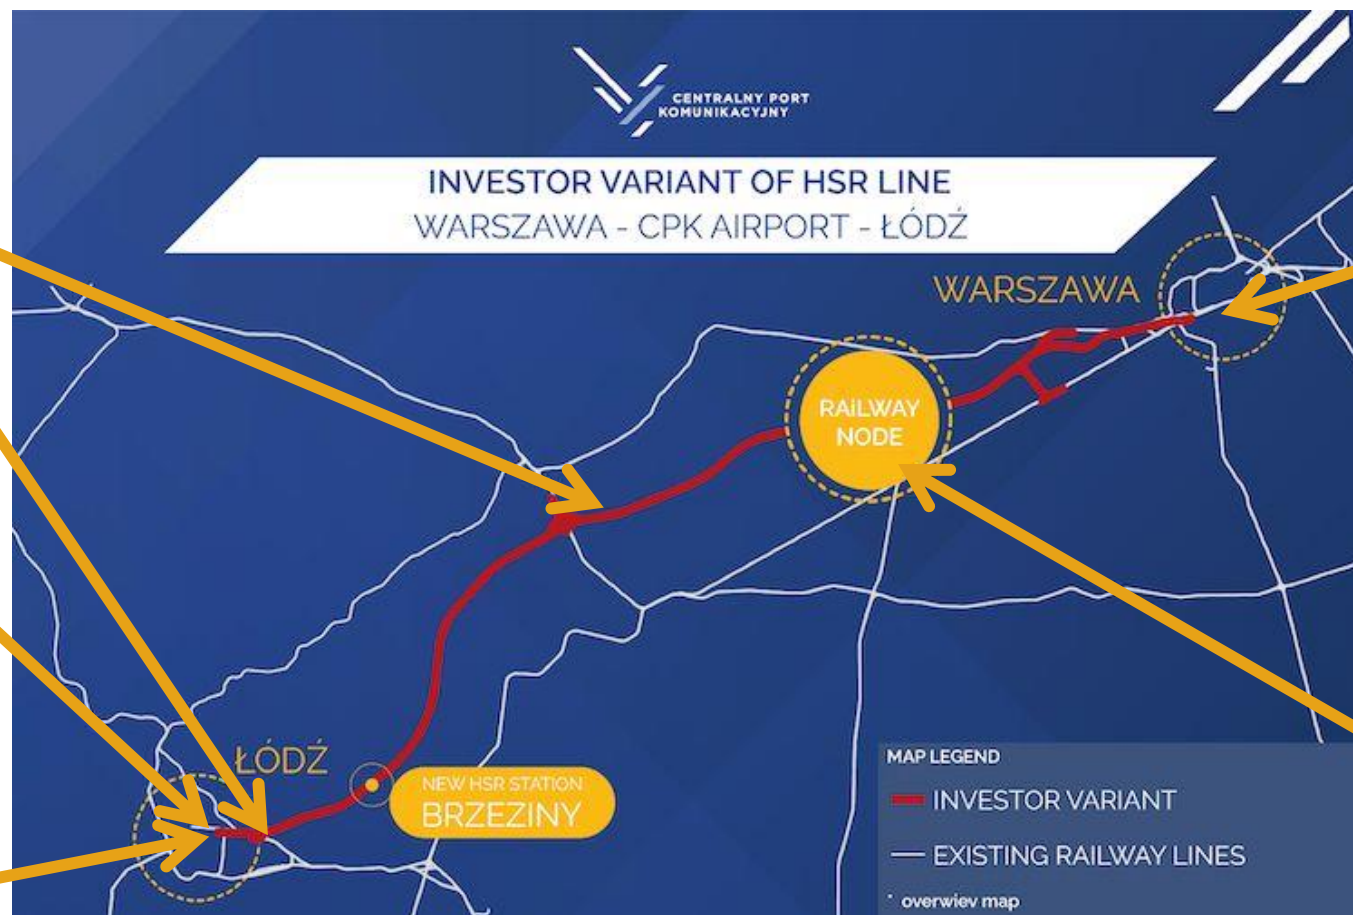 CENTRALNY PORT
KOMUNIKACYJNY
INVESTOR VARIANT OF HSR LINE
WARSZAWA - CPK AIRPORT - ŁÓDŹ
WARSZAWA
RAILWAY
NODE
ŁÓDŹ
NEW HSR STATION
BRZEZINY
MAP LEGEND
INVESTOR VARIANT
EXISTING RAILWAY LINES
* overwiev map